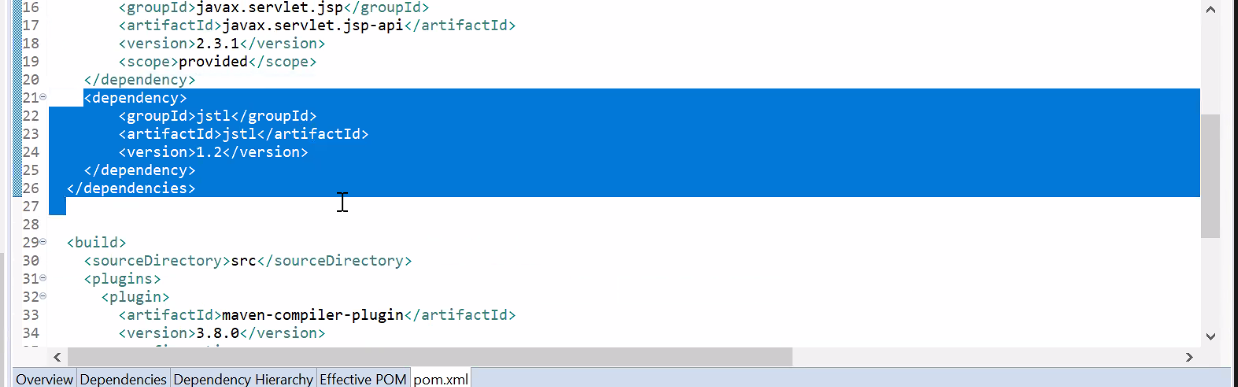 16 <groupId>javax.servlet.jsp</groupId>
17 <artifactId>javax.servlet.jsp-api</artifactId>
18 <version>2.3.1</version>
19 <scope>provided</scope>
20 </dependency>
21 <dependency>
22 <groupId>jstl</groupId>
23 <artifactId>jstl</artifactId>
24 <version>1.2</version>
25 </dependency>
26 </dependencies>
27
28
29 <build>
30 <sourceDirectory>src</sourceDirectory>
31 <plugins>
32 <plugin>
33 <artifactId>maven-compiler-plugin</artifactId>
34 <version>3.8.0</version>
Overview Dependencies Dependency Hierarchy Effective POM pom.xml